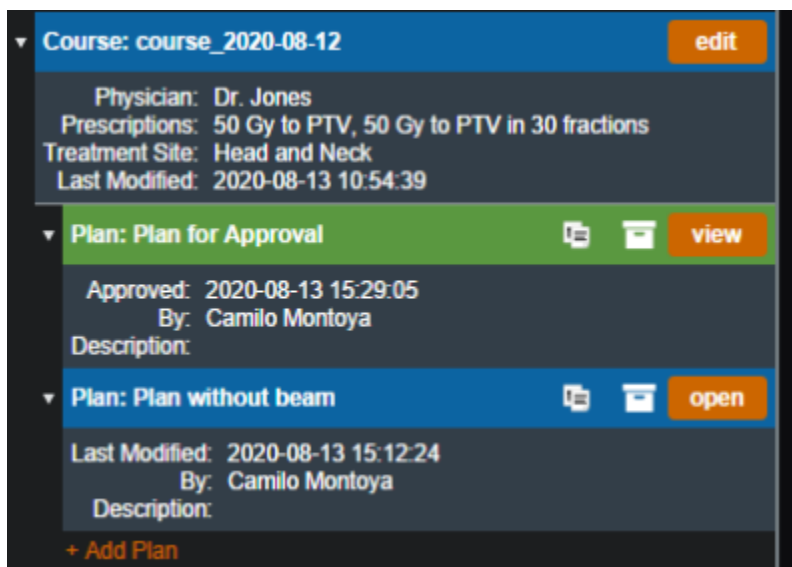 Course: course_2020-08-12 edit
Physician: Dr. Jones
Prescriptions: 50 Gy to PTV, 50 Gy to PTV in 30 fractions
Treatment Site: Head and Neck
Last Modified: 2020-08-13 10:54:39
Plan: Plan for Approval view
Approved: 2020-08-13 15:29:05
By: Camilo Montoya
Description:
Plan: Plan without beam open
Last Modified: 2020-08-13 15:12:24
By: Camilo Montoya
Description:
+ Add Plan